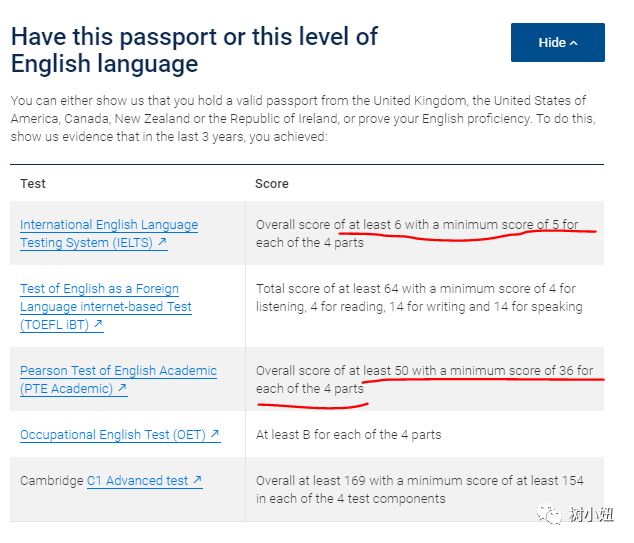 Have this passport or this level of
English language
Hide
You can either show us that you hold a valid passport from the United Kingdom, the United States of
America, Canada, New Zealand or the Republic of Ireland, or prove your English proficiency. To do this,
show us evidence that in the last 3 years, you achieved:
Test Score
International English Language
Testing System (IELTS)
Overall score of at least 6 with a minimum score of 5 for
each of the 4 parts
Test of English as a Foreign
Language internet-based Test
(TOEFL iBT)
Total score of at least 64 with a minimum score of 4 for
listening, 4 for reading, 14 for writing and 14 for speaking
Pearson Test of English Academic
(PTE Academic)
Overall score of at least 50 with a minimum score of 36 for
each of the 4 parts
Occupational English Test (OET)
At least B for each of the 4 parts
Cambridge C1 Advanced test
Overall at least 169 with a minimum score of at least 154
in each of the 4 test components
树小妞